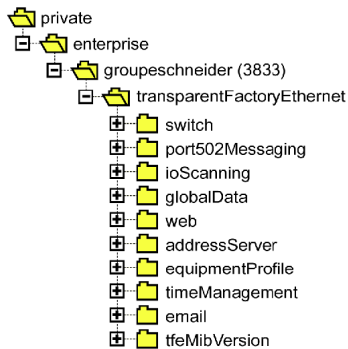 private
enterprise
groupeschneider (3833)
transparentFactoryEthernet
switch
port502Messaging
ioScanning
globalData
web
addressServer
equipmentProfile
timeManagement
email
tfeMibVersion